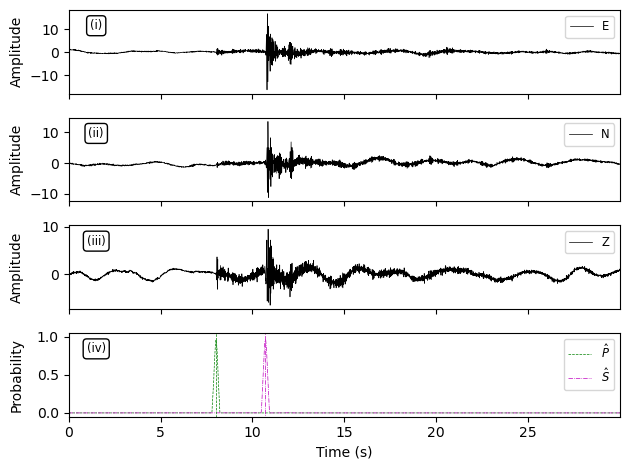 (i)
E
Amplitude
10
0
−10
(ii)
N
Amplitude
10
0
−10
(iii)
Z
Amplitude
10
0
(iv)
P̂
Ŝ
Probability
1.0
0.5
0.0
0 5 10 15 20 25
Time (s)